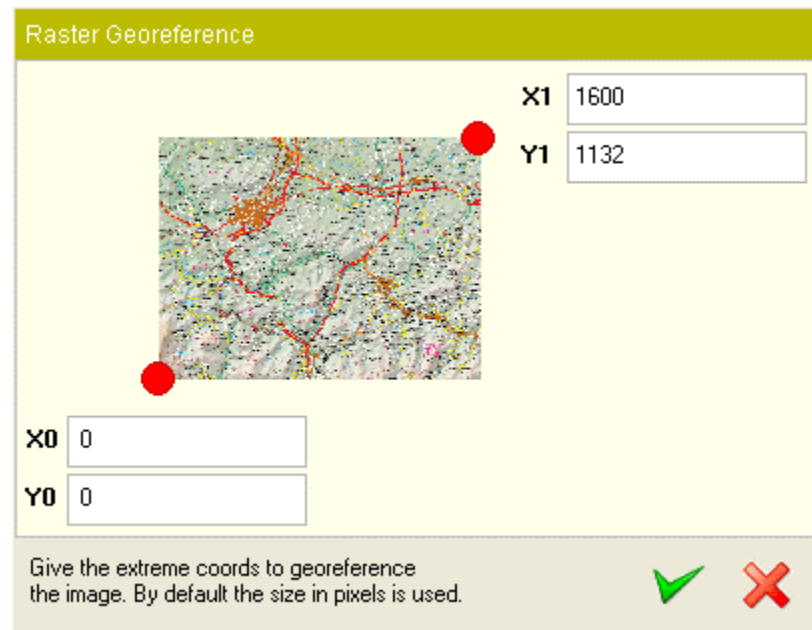 Raster Georeference
X1 1600
Y1 1132
X0 0
Y0 0
Give the extreme coords to georeference
the image. By default the size in pixels is used.